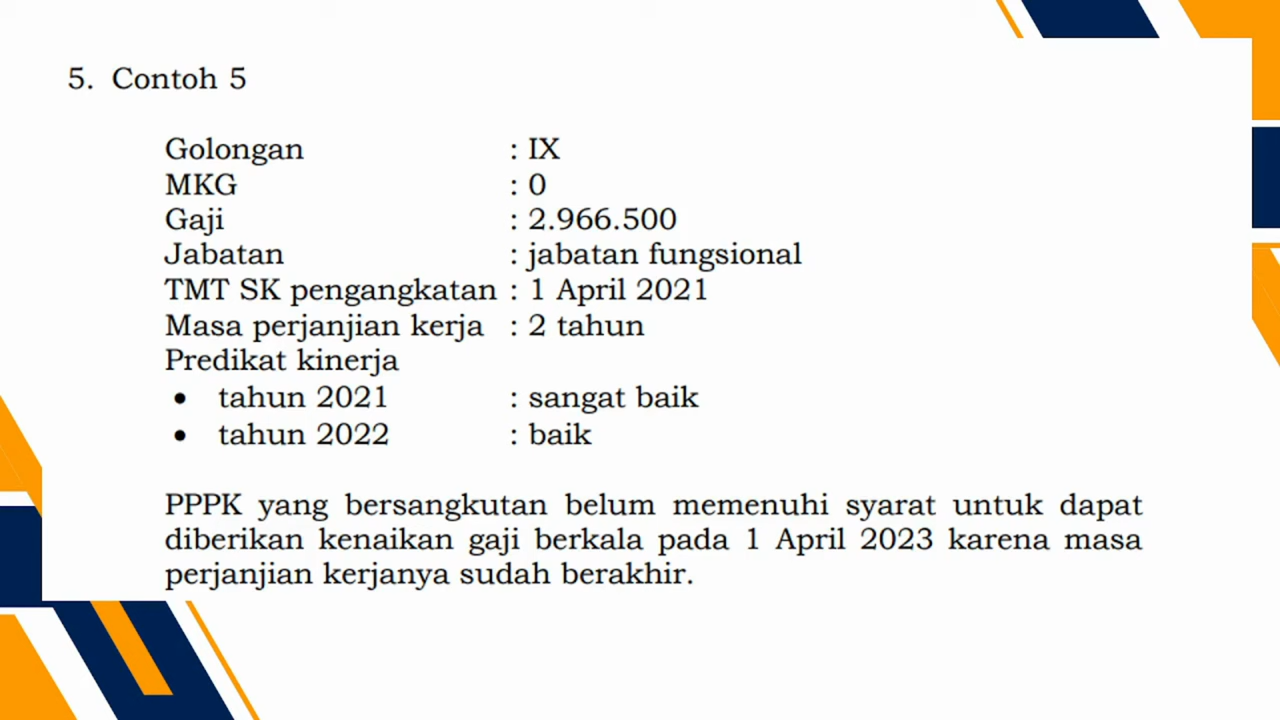 5. Contoh 5
Golongan : IX
MKG : 0
Gaji : 2.966.500
Jabatan : jabatan fungsional
TMT SK pengangkatan : 1 April 2021
Masa perjanjian kerja : 2 tahun
Predikat kinerja
• tahun 2021 : sangat baik
• tahun 2022 : baik
PPPK yang bersangkutan belum memenuhi syarat untuk dapat
diberikan kenaikan gaji berkala pada 1 April 2023 karena masa
perjanjian kerjanya sudah berakhir.